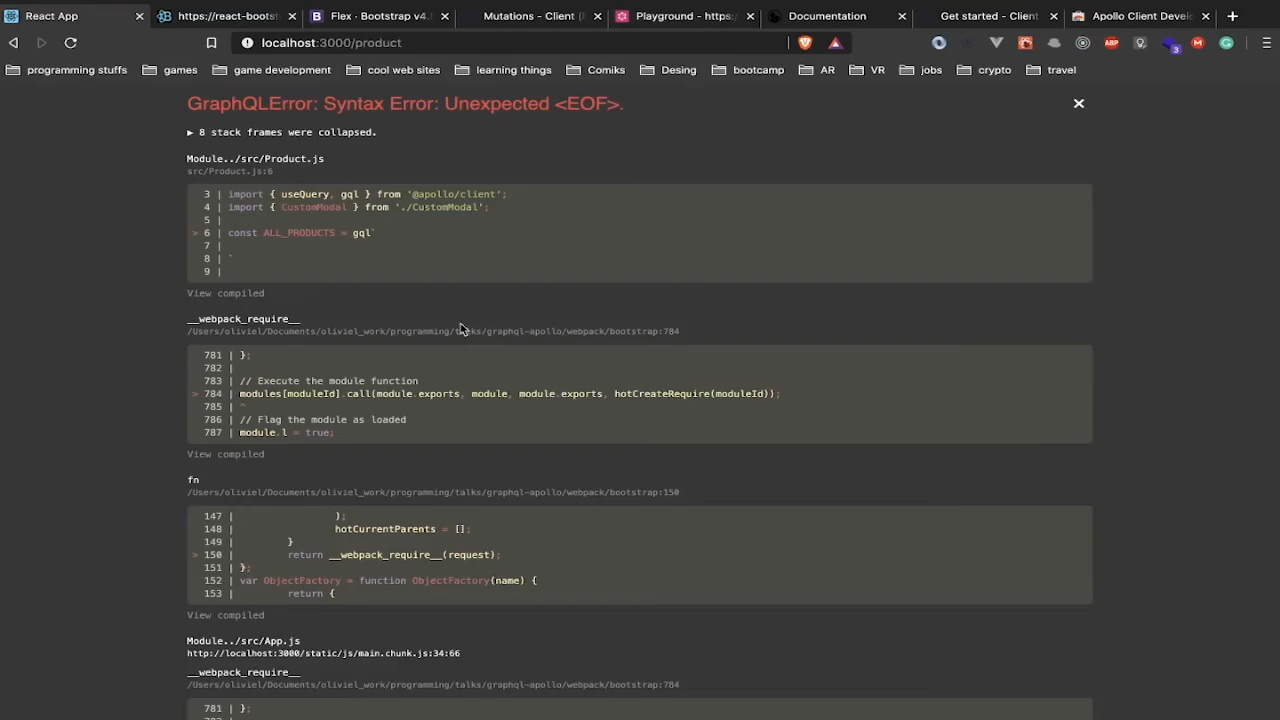 React App
https://react-boots
Flex · Bootstrap v4.
Mutations - Client (
Playground - https:/
Documentation
Get started - Client
Apollo Client Devel
localhost:3000/product
ABP
3
programming stuffs
games
game development
cool web sites
learning things
Comiks
Desing
bootcamp
AR
VR
jobs
crypto
travel
GraphQLError: Syntax Error: Unexpected <EOF>.
▶ 8 stack frames were collapsed.
Module../src/Product.js
src/Product.js:6
3 | import { useQuery, gql } from '@apollo/client';
4 | import { CustomModal } from './CustomModal';
5 |
> 6 | const ALL_PRODUCTS = gql`
7 |
8 | `
9 |
View compiled
__webpack_require__
/Users/oliviel/Documents/oliviel_work/programming/talks/graphql-apollo/webpack/bootstrap:784
781 | };
782 |
783 | // Execute the module function
> 784 | modules[moduleId].call(module.exports, module, module.exports, hotCreateRequire(moduleId));
785 | ^
786 | // Flag the module as loaded
787 | module.l = true;
View compiled
fn
/Users/oliviel/Documents/oliviel_work/programming/talks/graphql-apollo/webpack/bootstrap:150
147 | );
148 | hotCurrentParents = [];
149 | }
> 150 | return __webpack_require__(request);
151 | };
152 | var ObjectFactory = function ObjectFactory(name) {
153 | return {
View compiled
Module../src/App.js
http://localhost:3000/static/js/main.chunk.js:34:66
__webpack_require__
/Users/oliviel/Documents/oliviel_work/programming/talks/graphql-apollo/webpack/bootstrap:784
781 | };